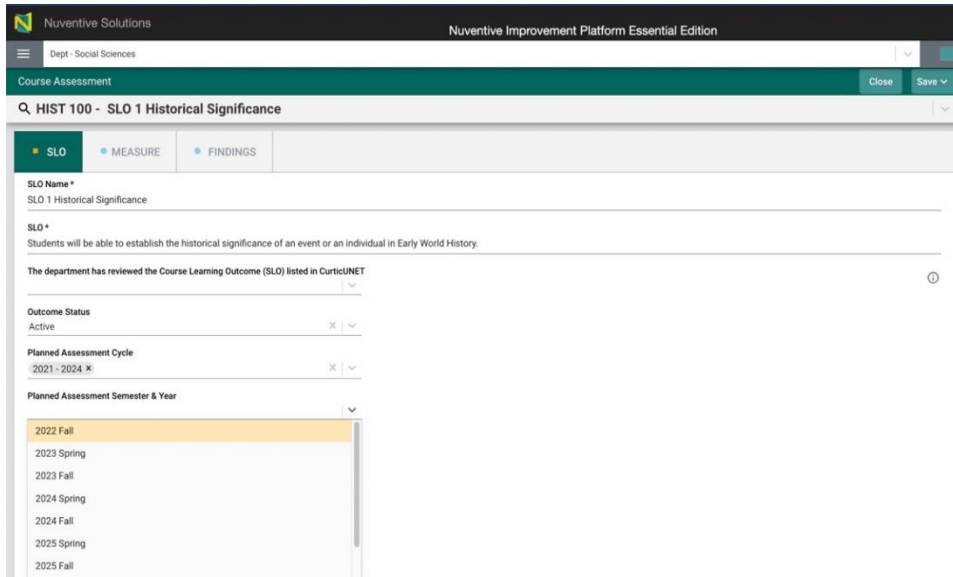 Nuventive Solutions
Nuventive Improvement Platform Essential Edition
Dept - Social Sciences
Course Assessment
Close
Save
HIST 100 - SLO 1 Historical Significance
SLO
MEASURE
FINDINGS
SLO Name *
SLO 1 Historical Significance
SLO *
Students will be able to establish the historical significance of an event or an individual in Early World History.
The department has reviewed the Course Learning Outcome (SLO) listed in CurticUNET
Outcome Status
Active
Planned Assessment Cycle
2021 - 2024
Planned Assessment Semester & Year
2022 Fall
2023 Spring
2023 Fall
2024 Spring
2024 Fall
2025 Spring
2025 Fall